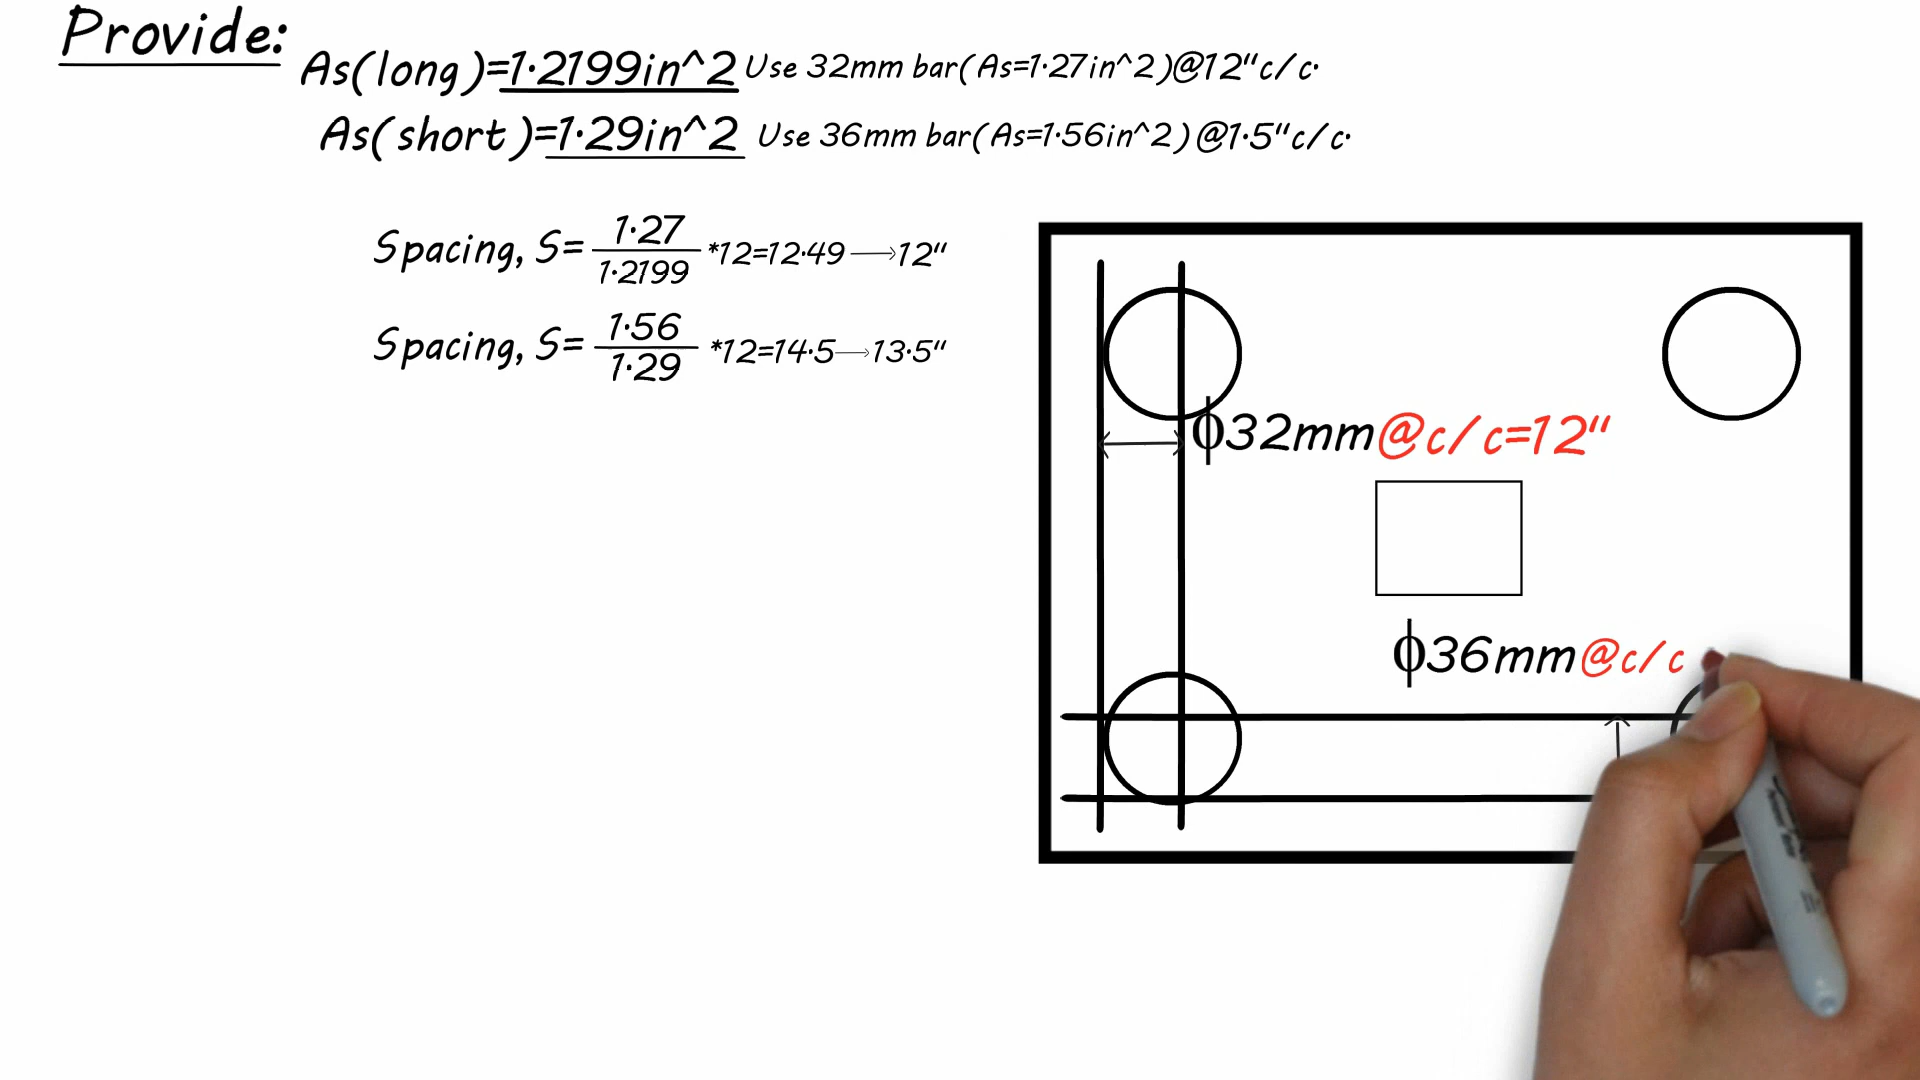 Provide:
As(long)=1.2199in^2 Use 32mm bar(As=1.27in^2)@12"c/c.
As(short)=1.29in^2 Use 36mm bar(As=1.56in^2)@1.5"c/c.
Spacing, S= 1.27/1.2199 *12=12.49→12"
Spacing, S= 1.56/1.29 *12=14.5→13.5"
ϕ32mm@c/c=12"
ϕ36mm@c/c